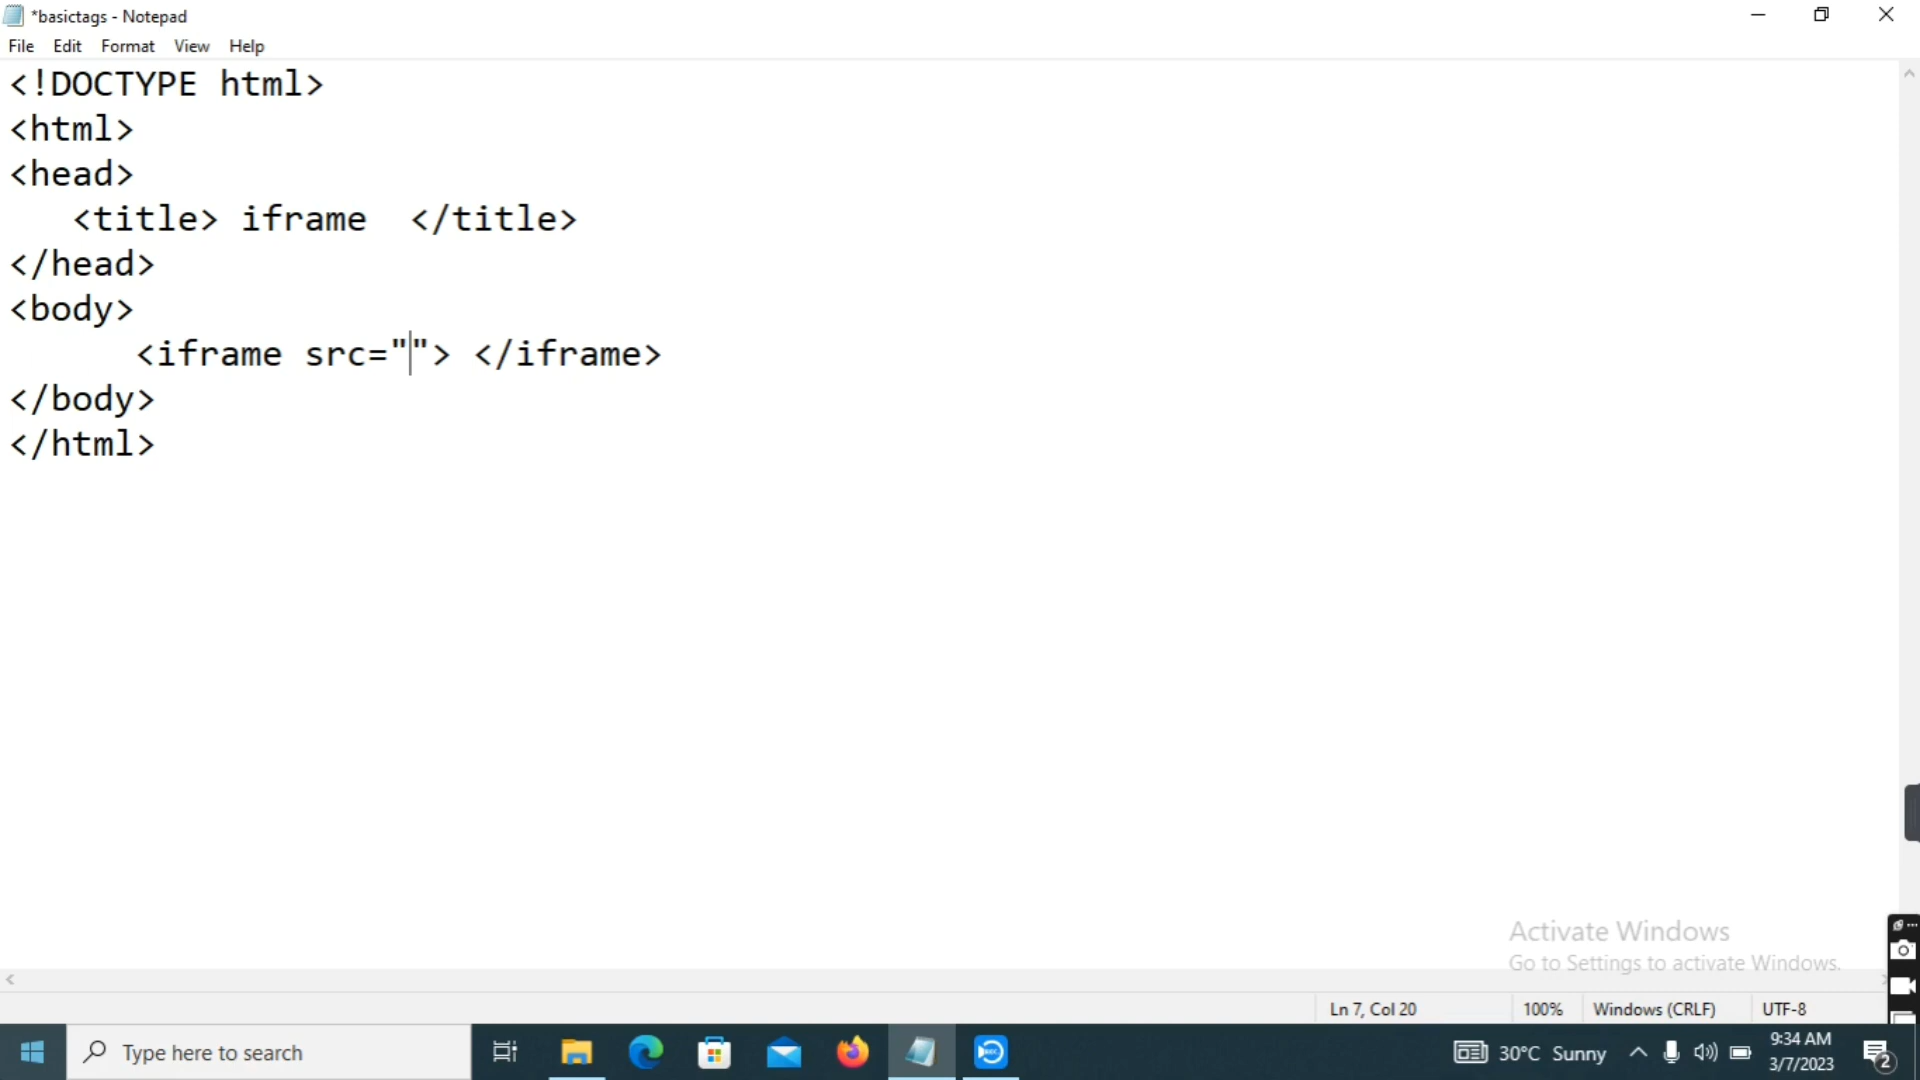 *basictags - Notepad
File Edit Format View Help
<!DOCTYPE html>
<html>
<head>
   <title> iframe  </title>
</head>
<body>
      <iframe src=""> </iframe>
</body>
</html>
Activate Windows
Go to Settings to activate Windows.
Ln 7, Col 20 100% Windows (CRLF) UTF-8
Type here to search
REC
30°C Sunny
9:34 AM
3/7/2023
2